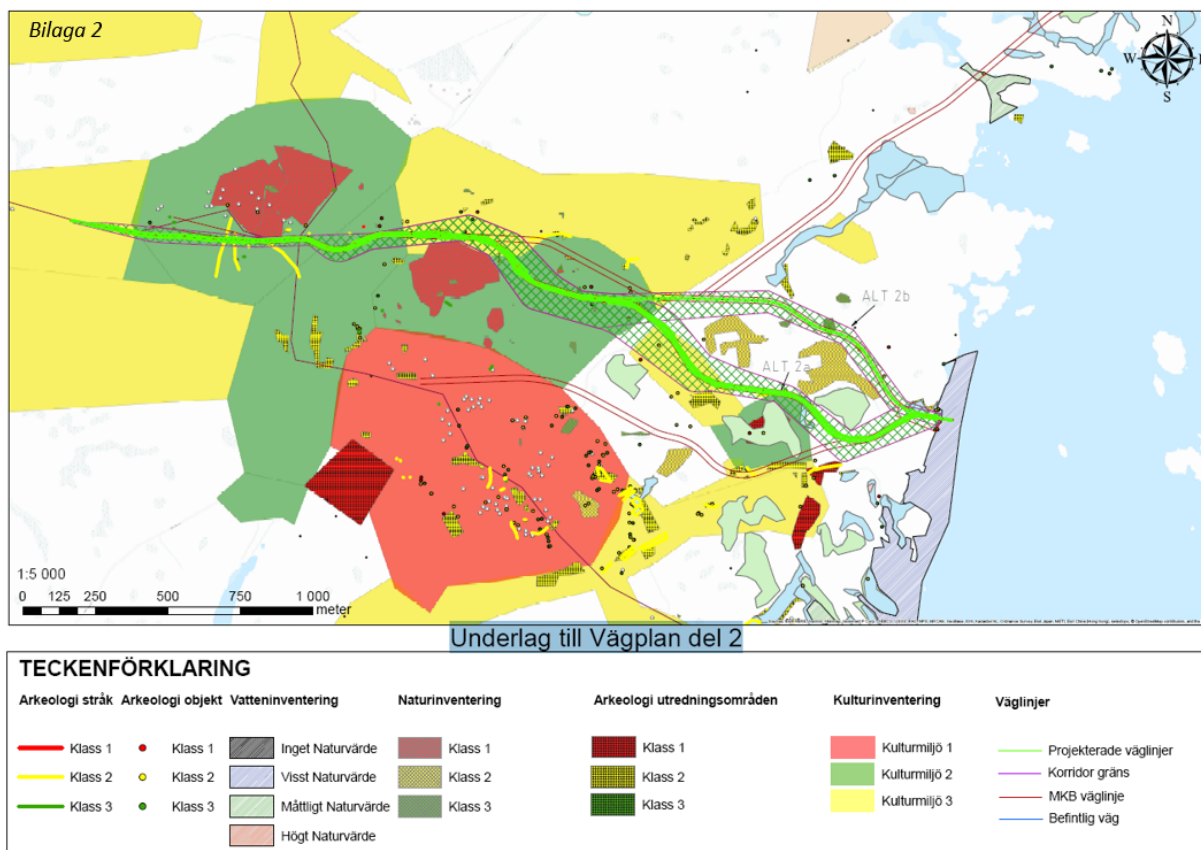 Bilaga 2
N
W
S
ALT 2b
ALT 2a
1:5 000
0 125 250 500 750 1 000
meter
Underlag till Vägplan del 2
TECKENFÖRKLARING
Arkeologi stråk Arkeologi objekt Vatteninventering Naturinventering Arkeologi utredningsområden Kulturinventering Väglinjer
Klass 1 Klass 1 Inget Naturvärde Klass 1 Klass 1 Kulturmiljö 1 Projekterade väglinjer
Klass 2 Klass 2 Visst Naturvärde Klass 2 Klass 2 Kulturmiljö 2 Korridor gräns
Klass 3 Klass 3 Måttligt Naturvärde Klass 3 Klass 3 Kulturmiljö 3 MKB väglinje
Högt Naturvärde Befintlig väg